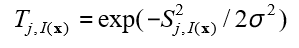 T_{j,I(𝐱)} = exp(−S²_{j,I(𝐱)} / 2σ²)